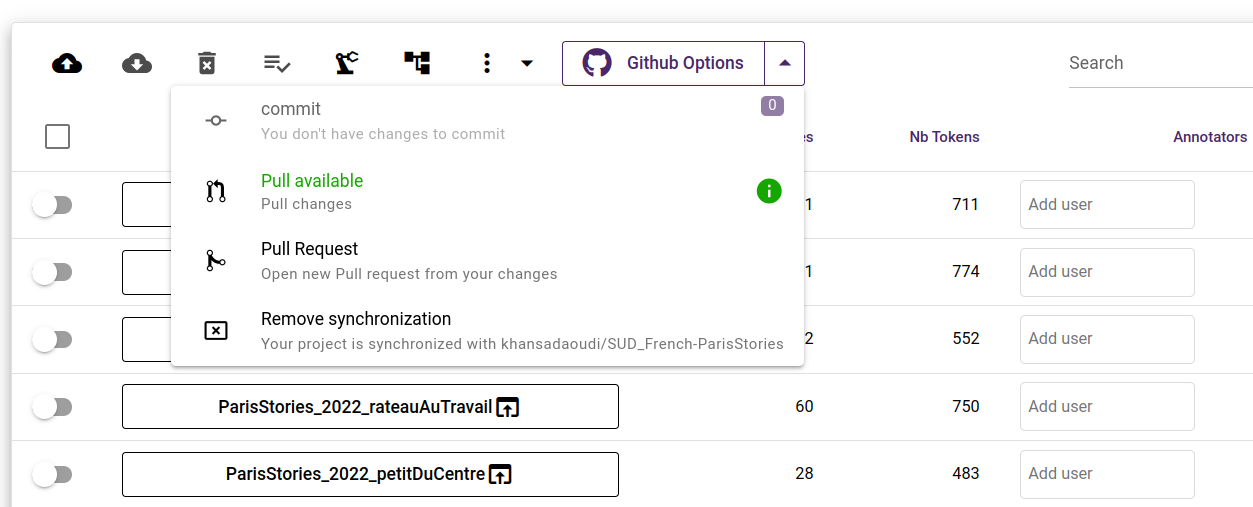 Github Options
Search
commit
0
You don't have changes to commit
es
Nb Tokens
Annotators
Pull available
Pull changes
1
711
Add user
Pull Request
Open new Pull request from your changes
1
774
Add user
Remove synchronization
Your project is synchronized with khansadaoudi/SUD_French-ParisStories
2
552
Add user
ParisStories_2022_rateauAuTravail
60
750
Add user
ParisStories_2022_petitDuCentre
28
483
Add user